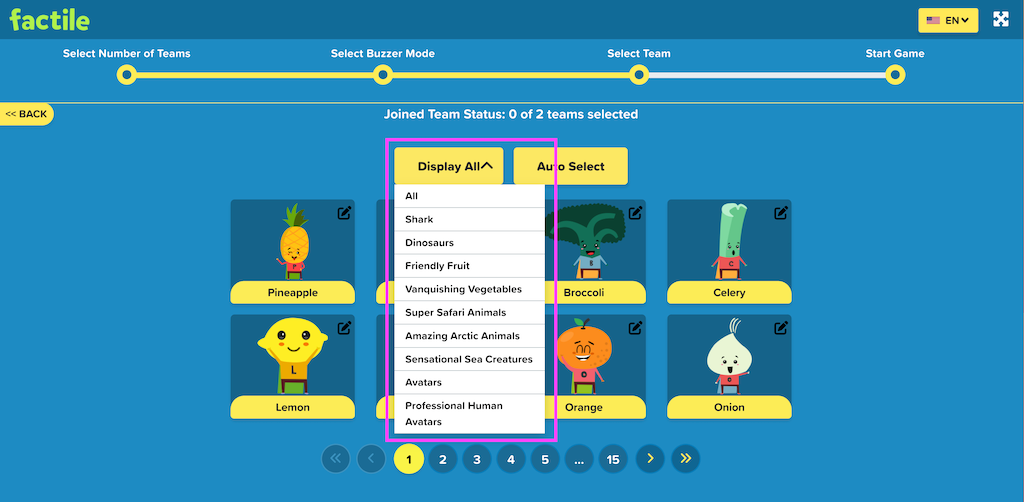 factile
EN
Select Number of Teams
Select Buzzer Mode
Select Team
Start Game
<< BACK
Joined Team Status: 0 of 2 teams selected
Display All
Auto Select
All
Shark
Dinosaurs
Friendly Fruit
Vanquishing Vegetables
Super Safari Animals
Amazing Arctic Animals
Sensational Sea Creatures
Avatars
Professional Human
Avatars
P
B
C
Pineapple
Broccoli
Celery
L
O
O
Lemon
Orange
Onion
« < 1 2 3 4 5 ... 15 > »